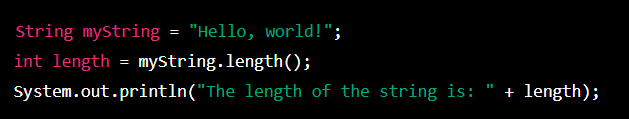 String myString = "Hello, world!";
int length = myString.length();
System.out.println("The length of the string is: " + length);